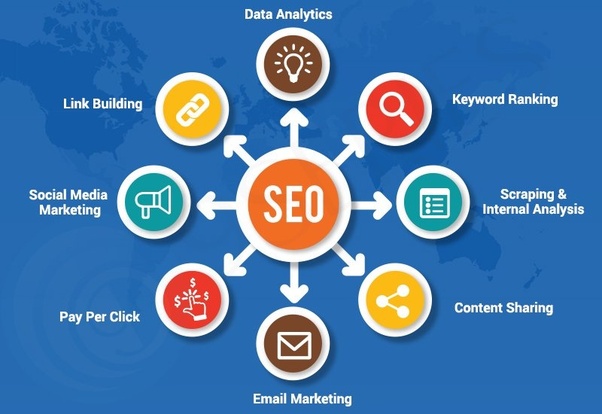 Data Analytics
Link Building
Keyword Ranking
Social Media
Marketing
SEO
Scraping &
Internal Analysis
$
$ $
Pay Per Click
Content Sharing
Email Marketing